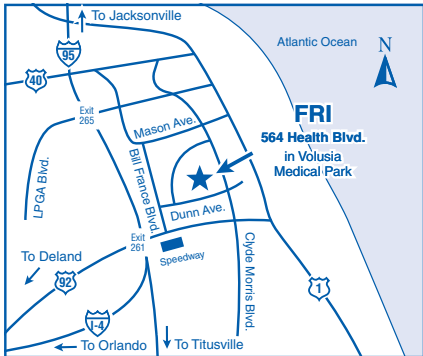 To Jacksonville
95
Atlantic Ocean
N
40
Exit
265
Mason Ave.
FRI
564 Health Blvd.
in Volusia
Medical Park
LPGA Blvd.
Bill France Blvd.
Dunn Ave.
Exit
261
Speedway
Clyde Morris Blvd.
To Deland
92
1
I-4
To Orlando
To Titusville